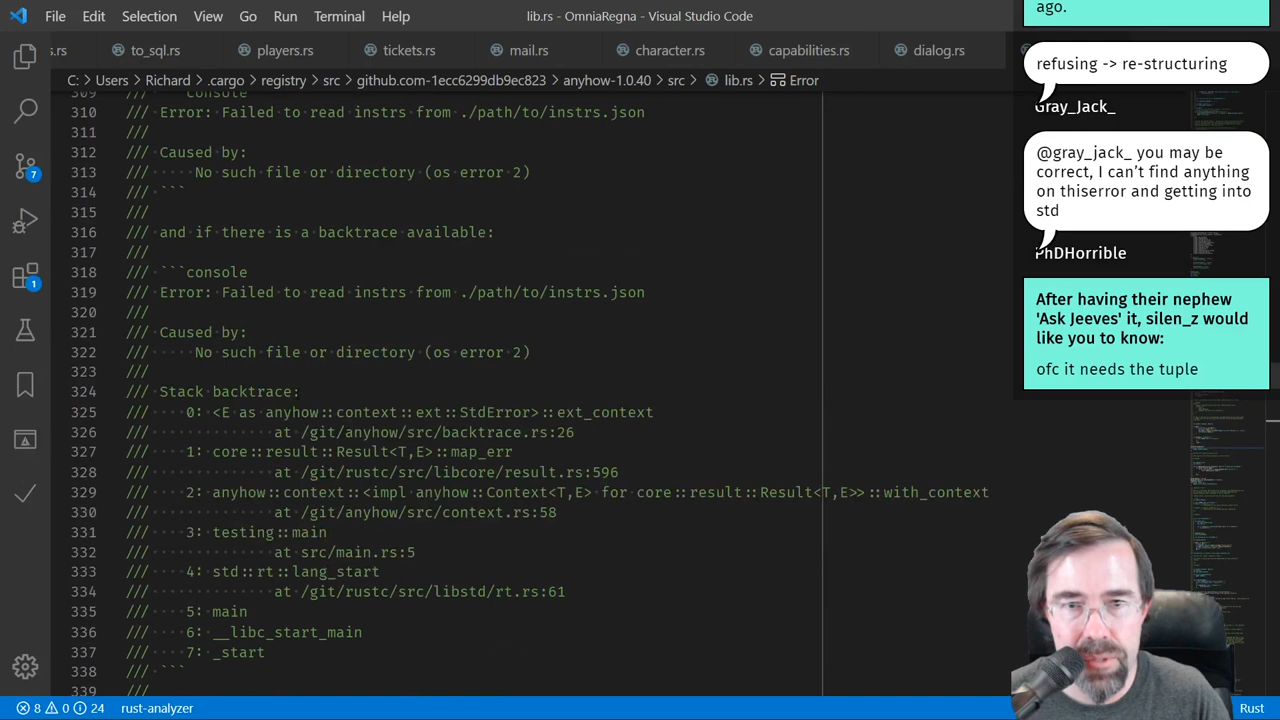 File Edit Selection View Go Run Terminal Help
lib.rs - OmniaRegna - Visual Studio Code
s.rs to_sql.rs players.rs tickets.rs mail.rs character.rs capabilities.rs dialog.rs
C: > Users > Richard > .cargo > registry > src > github.com-1ecc6299db9ec823 > anyhow-1.0.40 > src > lib.rs > Error
309 /// ```console
310 /// Error: Failed to read instrs from ./path/to/instrs.json
311 ///
312 /// Caused by:
313 /// No such file or directory (os error 2)
314 /// ```
315 ///
316 /// and if there is a backtrace available:
317 ///
318 /// ```console
319 /// Error: Failed to read instrs from ./path/to/instrs.json
320 ///
321 /// Caused by:
322 /// No such file or directory (os error 2)
323 ///
324 /// Stack backtrace:
325 /// 0: <E as anyhow::context::ext::StdError>::ext_context
326 /// at /git/anyhow/src/backtrace.rs:26
327 /// 1: core::result::Result<T,E>::map_err
328 /// at /git/rustc/src/libcore/result.rs:596
329 /// 2: anyhow::context::<impl anyhow::Context<T,E> for core::result::Result<T,E>>::with_context
330 /// at /git/anyhow/src/context.rs:58
331 /// 3: testing::main
332 /// at src/main.rs:5
333 /// 4: std::rt::lang_start
334 /// at /git/rustc/src/libstd/rt.rs:61
335 /// 5: main
336 /// 6: __libc_start_main
337 /// 7: _start
338 /// ```
339 ///
7
1
8 0 24 rust-analyzer
Rust
ago.
refusing -> re-structuring
Gray_Jack_
@gray_jack_ you may be
correct, I can't find anything
on thiserror and getting into
std
PhDHorrible
After having their nephew
'Ask Jeeves' it, silen_z would
like you to know:
ofc it needs the tuple